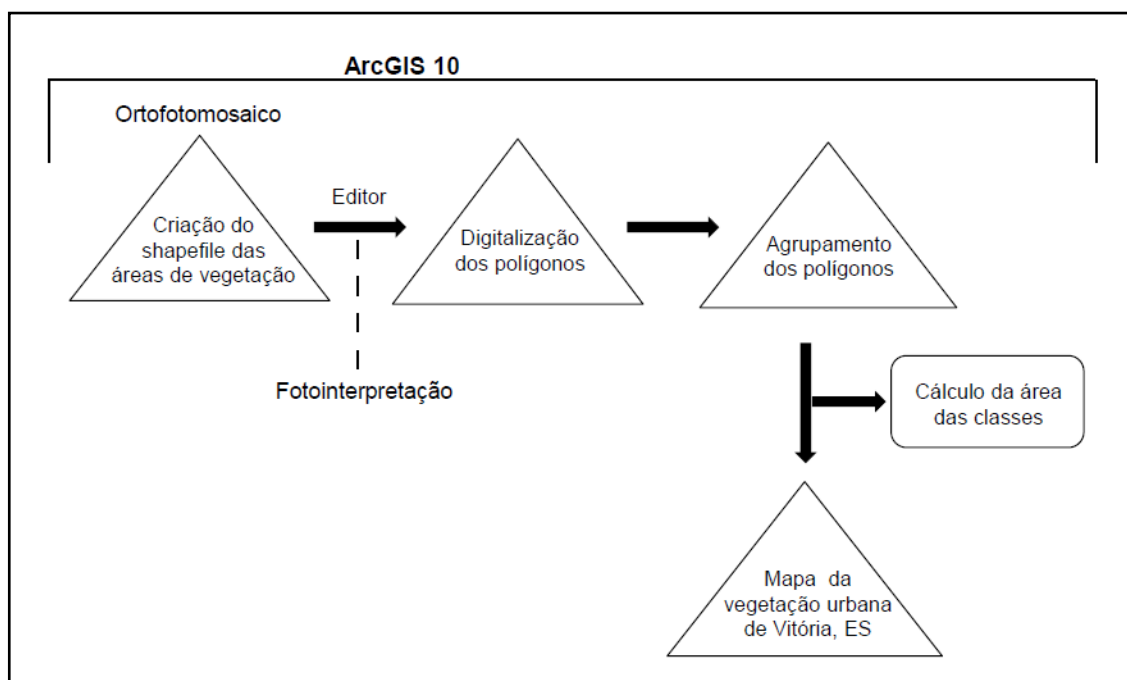 ArcGIS 10
Ortofotomosaico
Criação do
shapefile das
áreas de vegetação
Editor
Fotointerpretação
Digitalização
dos polígonos
Agrupamento
dos polígonos
Cálculo da área
das classes
Mapa da
vegetação urbana
de Vitória, ES